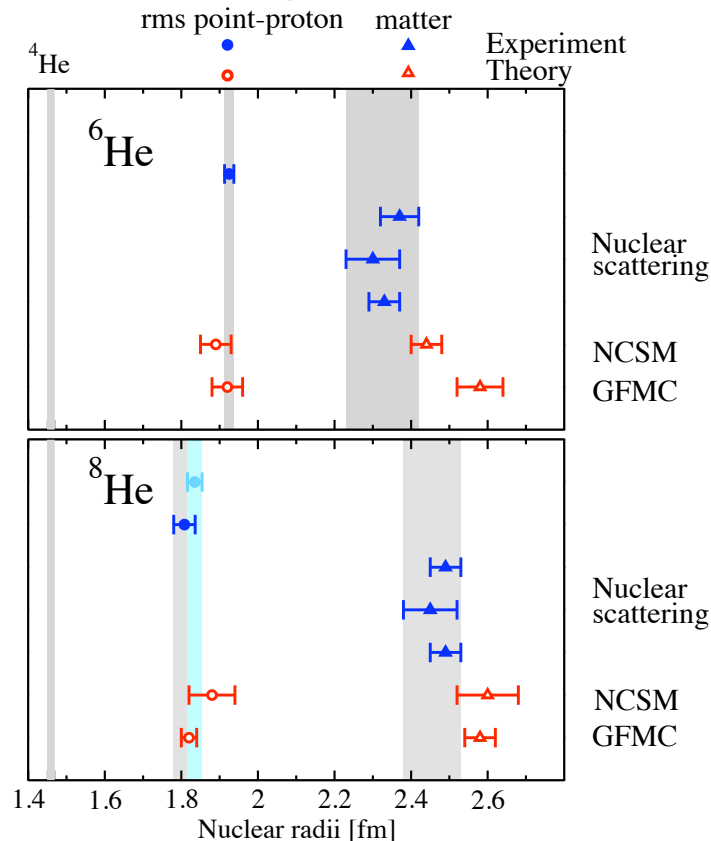 rms point-proton matter
Experiment
⁴He Theory
⁶He
Nuclear
scattering
NCSM
GFMC
⁸He
Nuclear
scattering
NCSM
GFMC
1.4 1.6 1.8 2 2.2 2.4 2.6
Nuclear radii [fm]